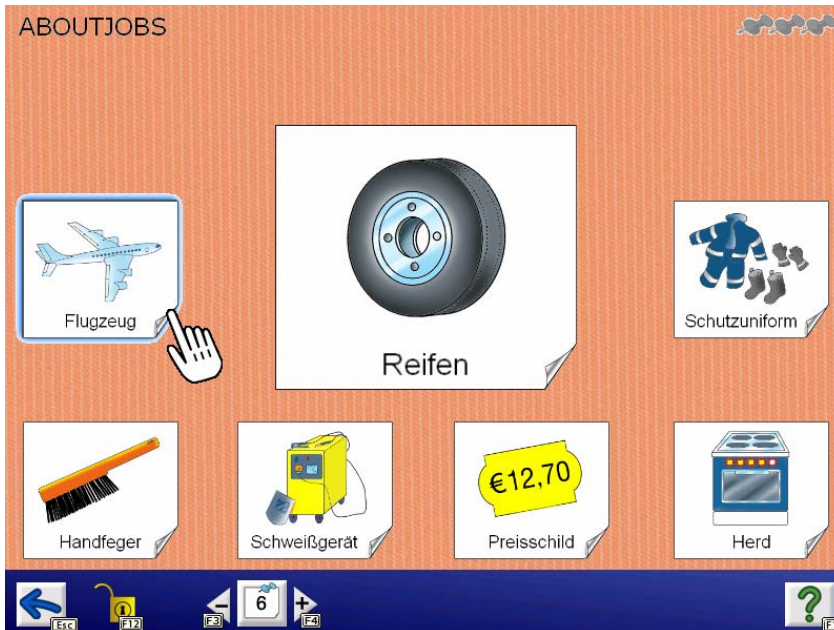 ABOUTJOBS
Reifen
Flugzeug
Schutzuniform
Handfeger
Schweißgerät
€12,70
Preisschild
Herd
Esc
F12
F3
6
F4
?
F